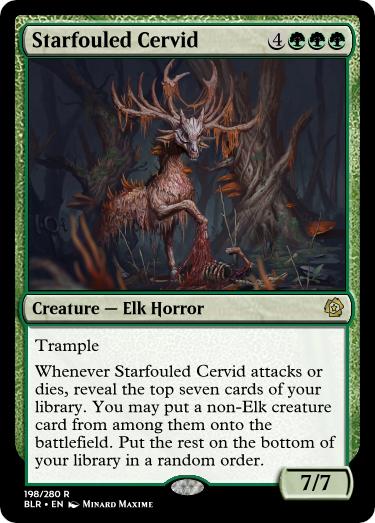 Starfouled Cervid 4
Creature — Elk Horror
Trample
Whenever Starfouled Cervid attacks or
dies, reveal the top seven cards of your
library. You may put a non-Elk creature
card from among them onto the
battlefield. Put the rest on the bottom of
your library in a random order.
7/7
198/280 R
BLR • EN Minard Maxime